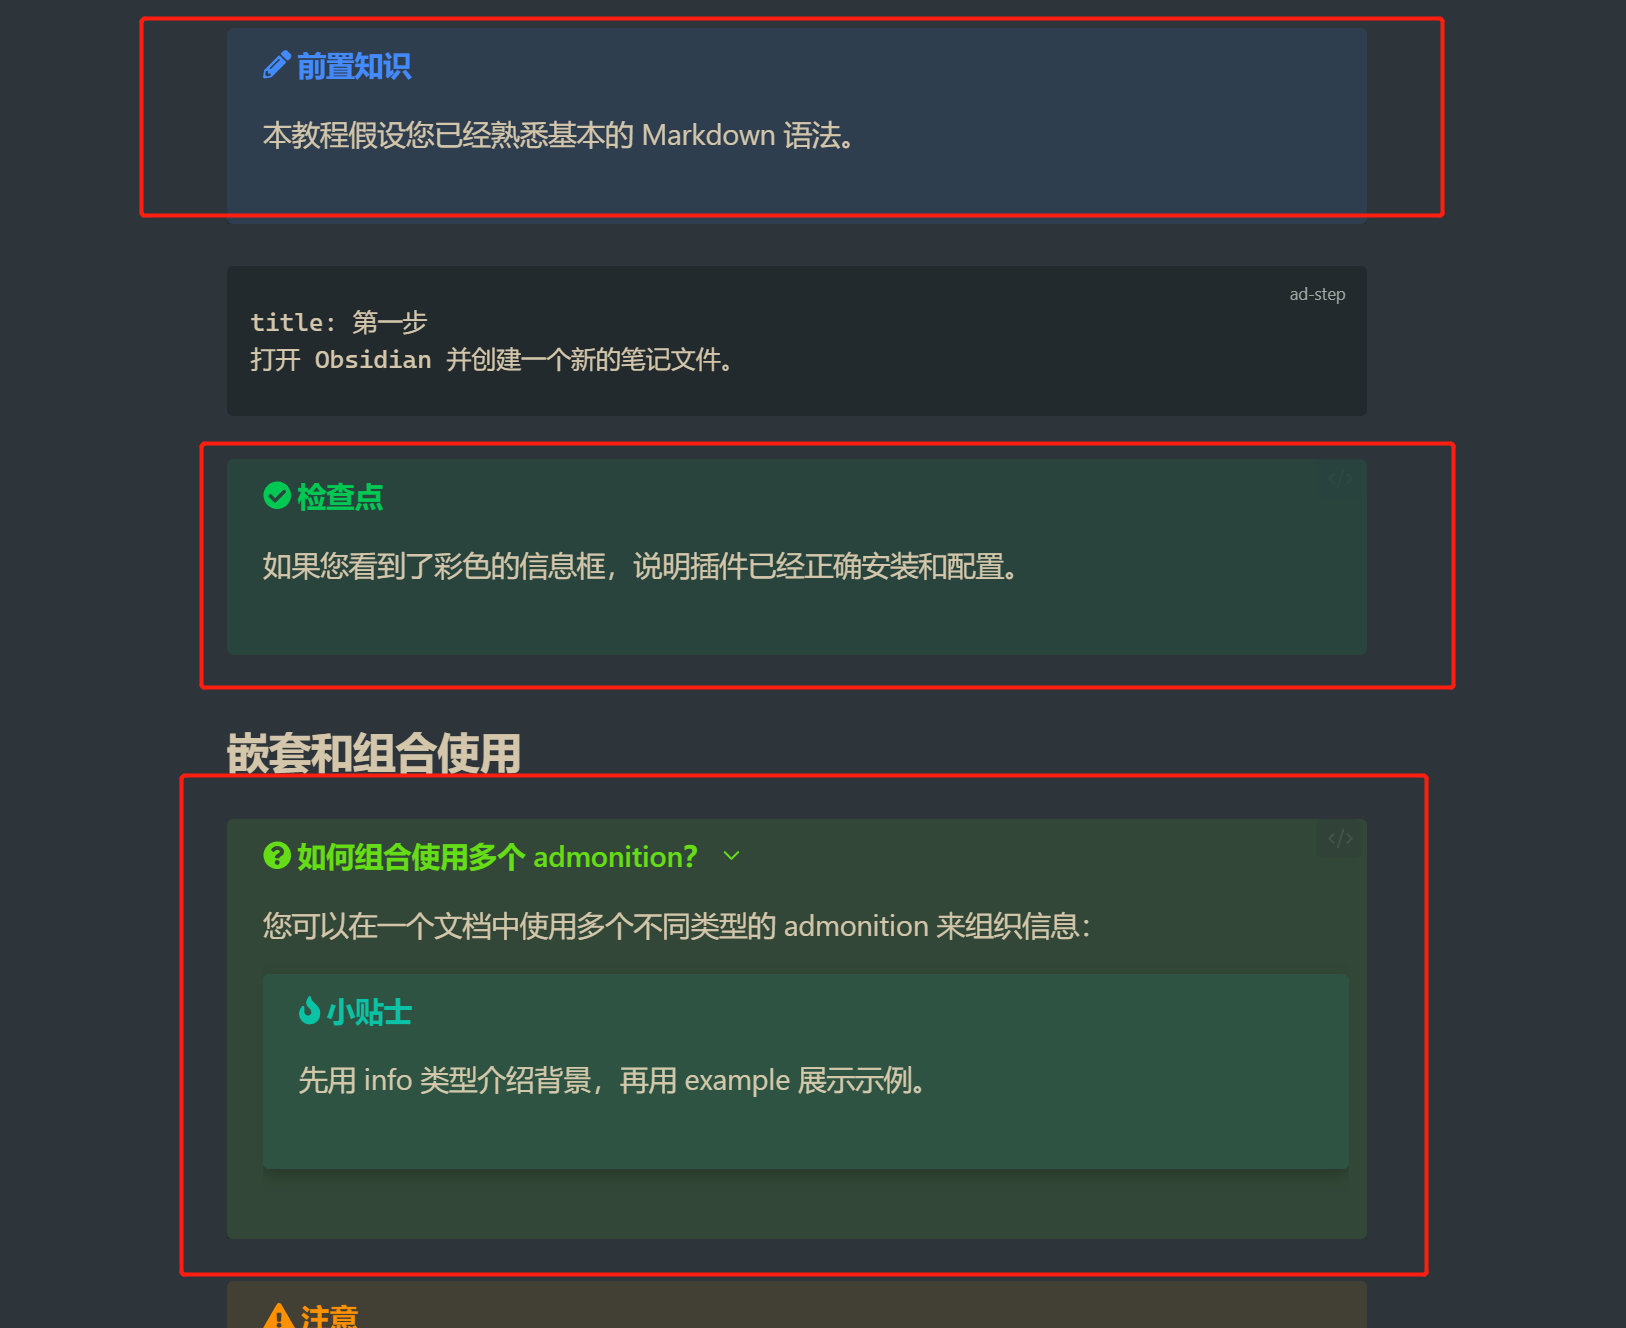 前置知识
本教程假设您已经熟悉基本的 Markdown 语法。
ad-step
title: 第一步
打开 Obsidian 并创建一个新的笔记文件。
检查点
</>
如果您看到了彩色的信息框，说明插件已经正确安装和配置。
嵌套和组合使用
如何组合使用多个 admonition？
</>
您可以在一个文档中使用多个不同类型的 admonition 来组织信息：
小贴士
先用 info 类型介绍背景，再用 example 展示示例。
注意